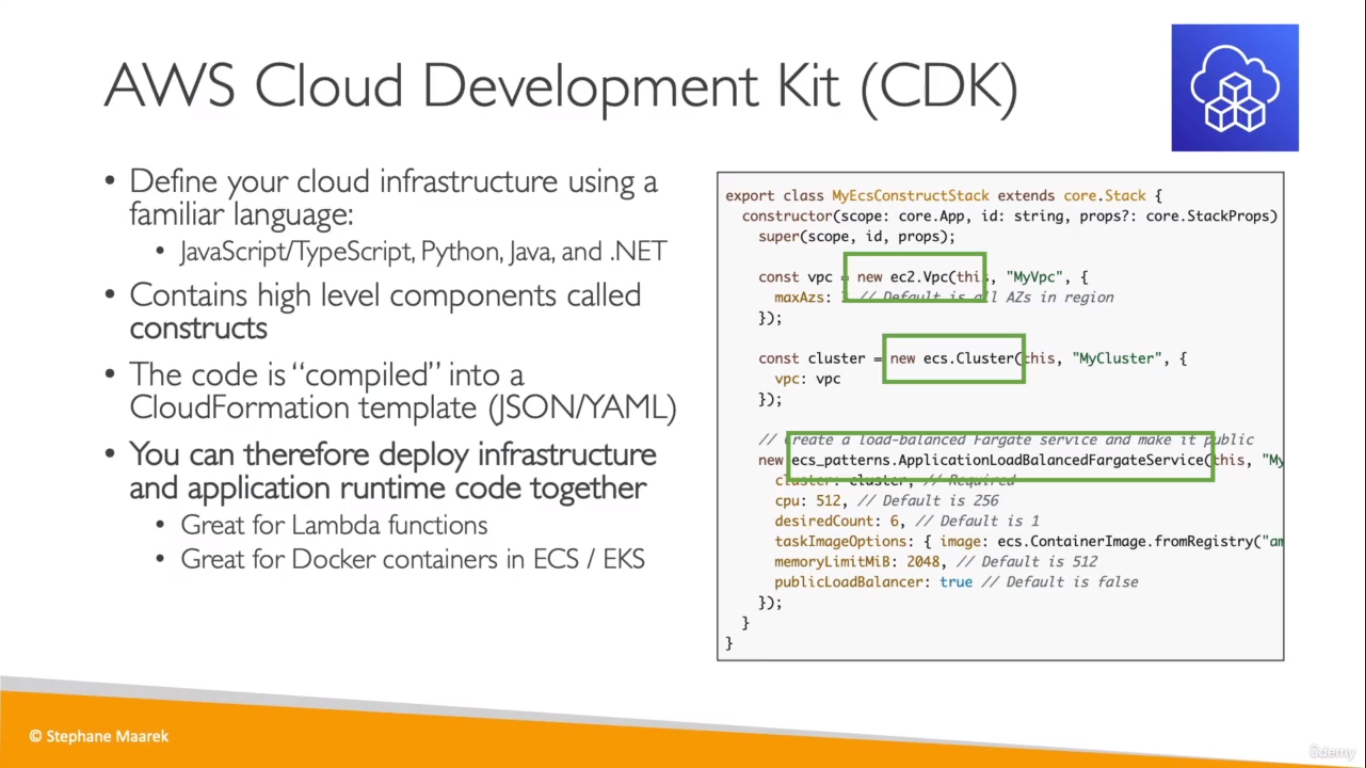 AWS Cloud Development Kit (CDK)
• Define your cloud infrastructure using a
familiar language:
• JavaScript/TypeScript, Python, Java, and .NET
• Contains high level components called
constructs
• The code is “compiled” into a
CloudFormation template (JSON/YAML)
• You can therefore deploy infrastructure
and application runtime code together
• Great for Lambda functions
• Great for Docker containers in ECS / EKS
export class MyEcsConstructStack extends core.Stack {
constructor(scope: core.App, id: string, props?: core.StackProps)
super(scope, id, props);
const vpc = new ec2.Vpc(this, "MyVpc", {
maxAzs: // Default is all AZs in region
});
const cluster = new ecs.Cluster(this, "MyCluster", {
vpc: vpc
});
// Create a load-balanced Fargate service and make it public
new ecs_patterns.ApplicationLoadBalancedFargateService(this, "My
cluster: cluster, // Required
cpu: 512, // Default is 256
desiredCount: 6, // Default is 1
taskImageOptions: { image: ecs.ContainerImage.fromRegistry("am
memoryLimitMiB: 2048, // Default is 512
publicLoadBalancer: true // Default is false
});
}
}
© Stephane Maarek
ûdemy